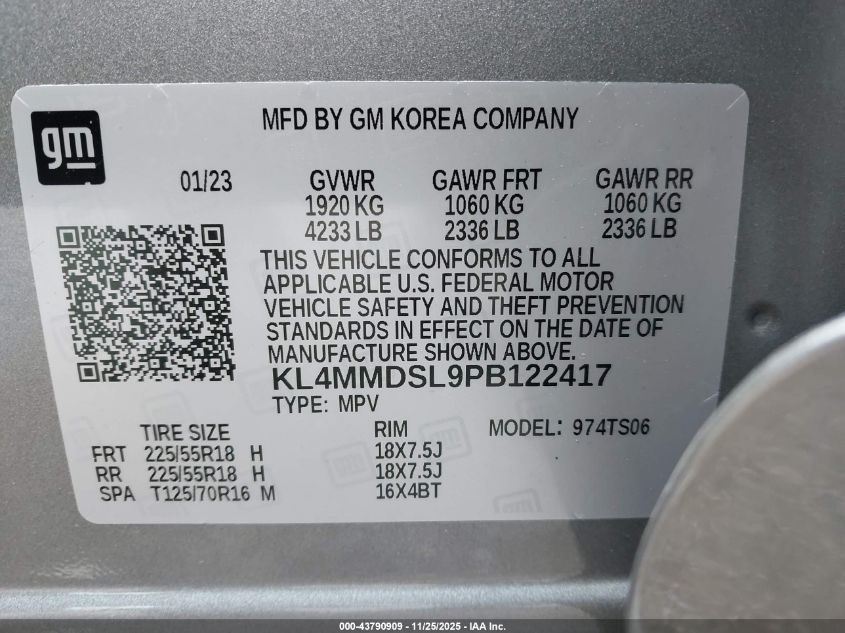 gm
MFD BY GM KOREA COMPANY
01/23 GVWR GAWR FRT GAWR RR
1920 KG 1060 KG 1060 KG
4233 LB 2336 LB 2336 LB
THIS VEHICLE CONFORMS TO ALL
APPLICABLE U.S. FEDERAL MOTOR
VEHICLE SAFETY AND THEFT PREVENTION
STANDARDS IN EFFECT ON THE DATE OF
MANUFACTURE SHOWN ABOVE.
KL4MMDSL9PB122417
TYPE: MPV
TIRE SIZE RIM MODEL: 974TS06
FRT 225/55R18 H 18X7.5J
RR 225/55R18 H 18X7.5J
SPA T125/70R16 M 16X4BT
000-43790909 - 11/25/2025 - IAA Inc.